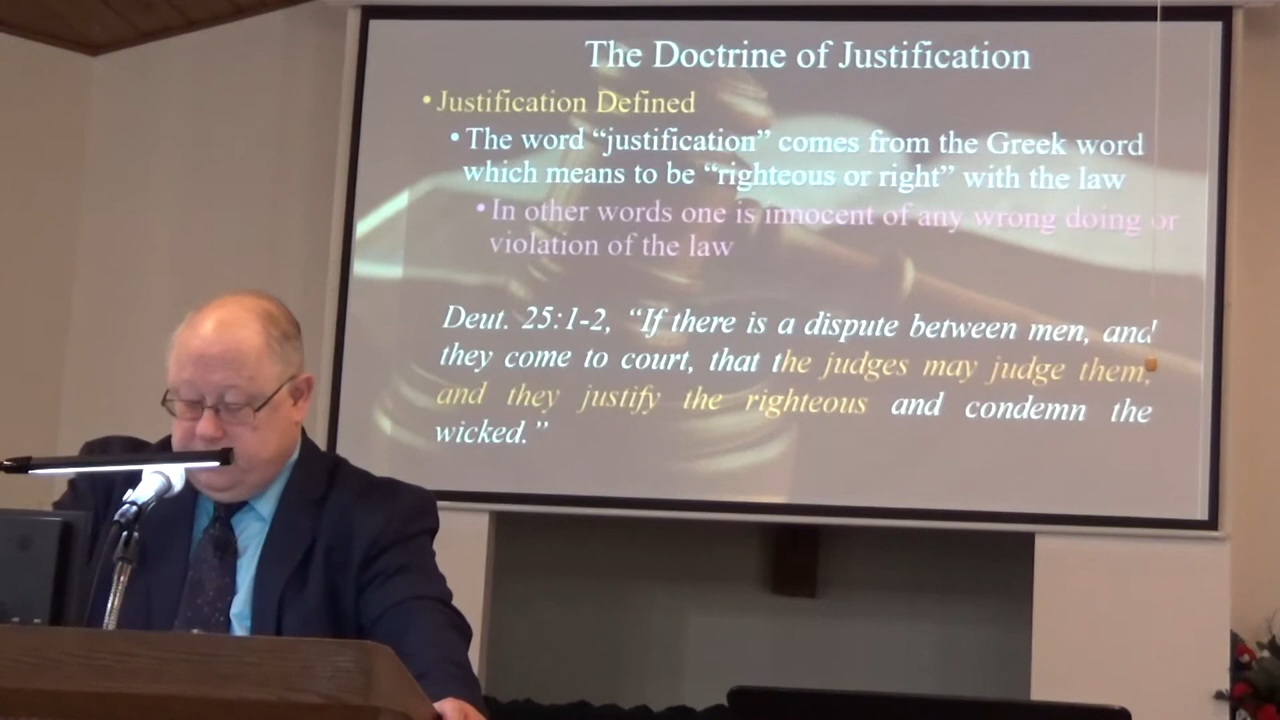 The Doctrine of Justification
• Justification Defined
• The word “justification” comes from the Greek word
which means to be “righteous or right” with the law
• In other words one is innocent of any wrong doing or
violation of the law
Deut. 25:1-2, “If there is a dispute between men, and
they come to court, that the judges may judge them,
and they justify the righteous and condemn the
wicked.”